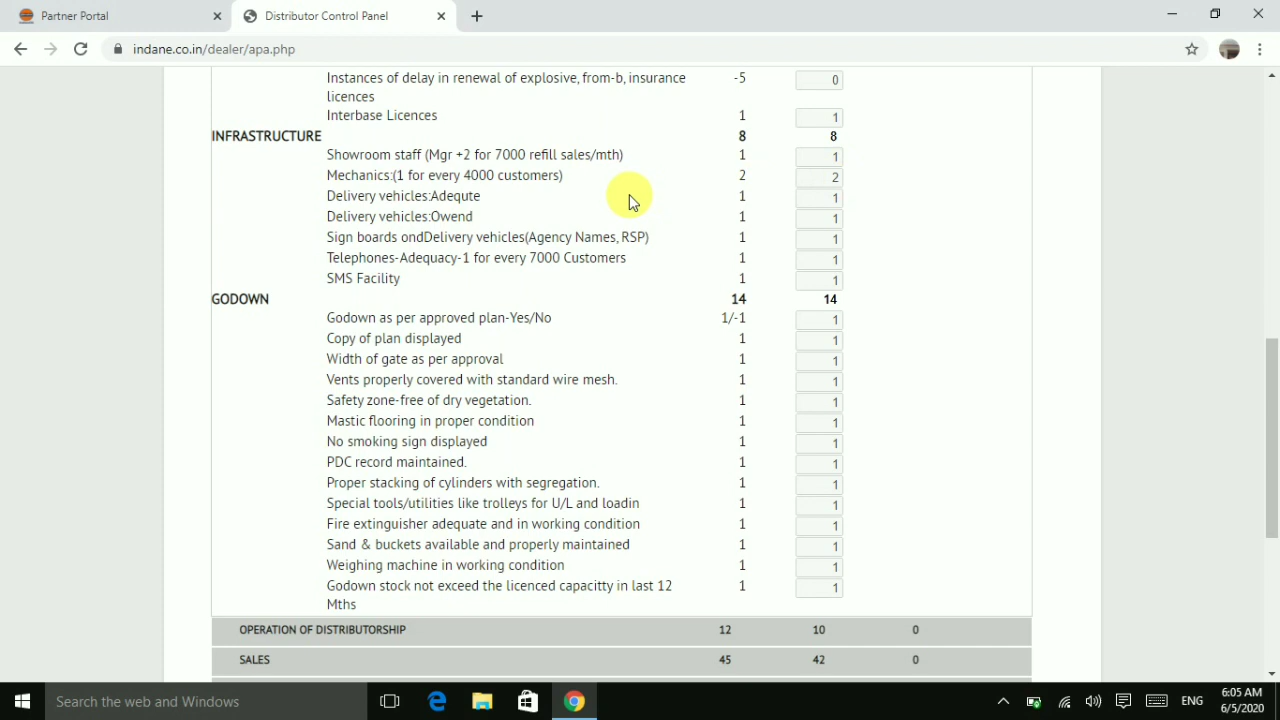 Partner Portal
Distributor Control Panel
indane.co.in/dealer/apa.php
Instances of delay in renewal of explosive, from-b, insurance -5 0
licences
Interbase Licences 1 1
INFRASTRUCTURE 8 8
Showroom staff (Mgr +2 for 7000 refill sales/mth) 1 1
Mechanics:(1 for every 4000 customers) 2 2
Delivery vehicles:Adequte 1 1
Delivery vehicles:Owend 1 1
Sign boards ondDelivery vehicles(Agency Names, RSP) 1 1
Telephones-Adequacy-1 for every 7000 Customers 1 1
SMS Facility 1 1
GODOWN 14 14
Godown as per approved plan-Yes/No 1/-1 1
Copy of plan displayed 1 1
Width of gate as per approval 1 1
Vents properly covered with standard wire mesh. 1 1
Safety zone-free of dry vegetation. 1 1
Mastic flooring in proper condition 1 1
No smoking sign displayed 1 1
PDC record maintained. 1 1
Proper stacking of cylinders with segregation. 1 1
Special tools/utilities like trolleys for U/L and loadin 1 1
Fire extinguisher adequate and in working condition 1 1
Sand & buckets available and properly maintained 1 1
Weighing machine in working condition 1 1
Godown stock not exceed the licenced capacitty in last 12 1 1
Mths
OPERATION OF DISTRIBUTORSHIP 12 10 0
SALES 45 42 0
Search the web and Windows
ENG
6:05 AM
6/5/2020